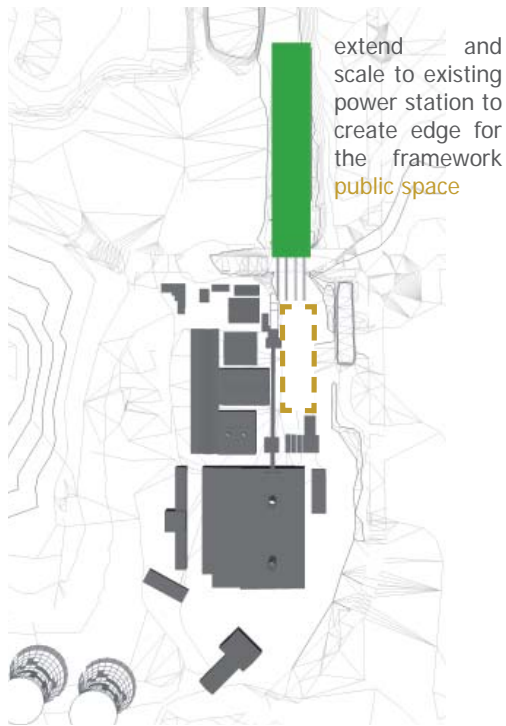 extend and
scale to existing
power station to
create edge for
the framework
public space